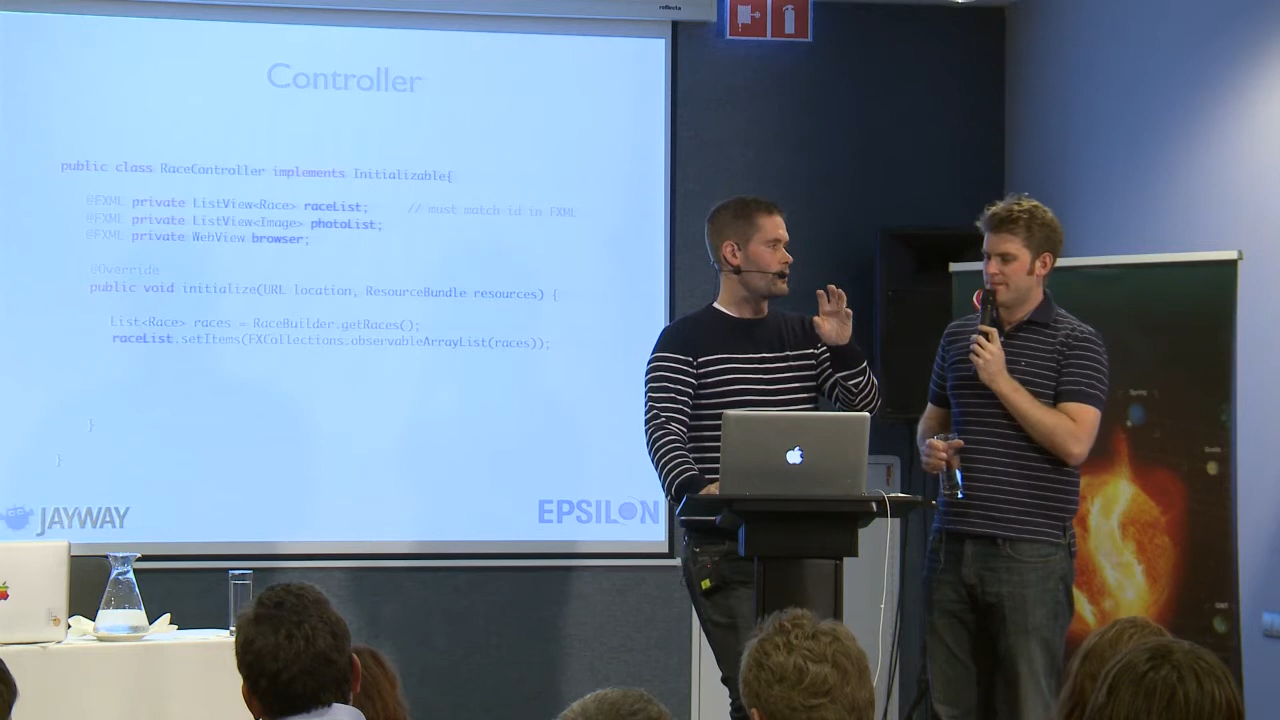 reflecta
Controller
public class RaceController implements Initializable{
@FXML private ListView<Race> raceList; // must match id in FXML
@FXML private ListView<Image> photoList;
@FXML private WebView browser;
@Override
public void initialize(URL location, ResourceBundle resources) {
List<Race> races = RaceBuilder.getRaces();
raceList.setItems(FXCollections.observableArrayList(races));
}
}
JAYWAY
EPSILON
Spring